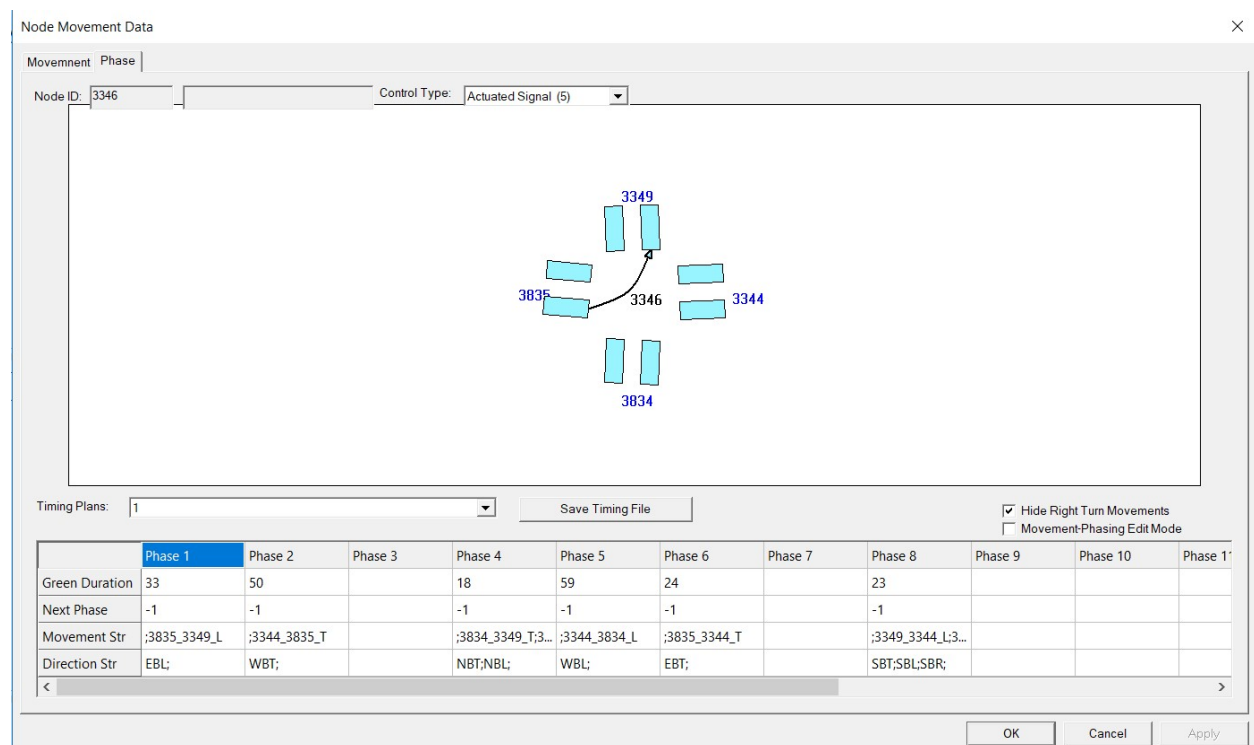 Node Movement Data
Movemnent Phase
Node ID: 3346 Control Type: Actuated Signal (5)
3349
3835 3346 3344
3834
Timing Plans: 1 Save Timing File
Hide Right Turn Movements
Movement-Phasing Edit Mode
Phase 1 Phase 2 Phase 3 Phase 4 Phase 5 Phase 6 Phase 7 Phase 8 Phase 9 Phase 10 Phase 11
Green Duration 33 50 18 59 24 23
Next Phase -1 -1 -1 -1 -1 -1
Movement Str ;3835_3349_L ;3344_3835_T ;3834_3349_T;3... ;3344_3834_L ;3835_3344_T ;3349_3344_L;3...
Direction Str EBL; WBT; NBT;NBL; WBL; EBT; SBT;SBL;SBR;
OK Cancel Apply